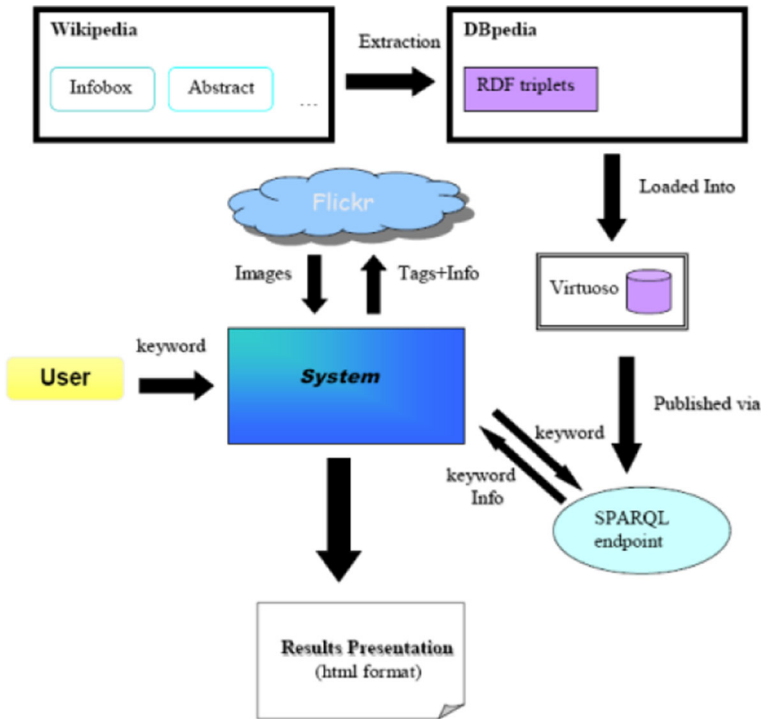 Wikipedia
Infobox
Abstract
...
Extraction
DBpedia
RDF triplets
Loaded Into
Flickr
Images
Tags+Info
Virtuoso
keyword
User
System
Published via
keyword
keyword
Info
SPARQL
endpoint
Results Presentation
(html format)